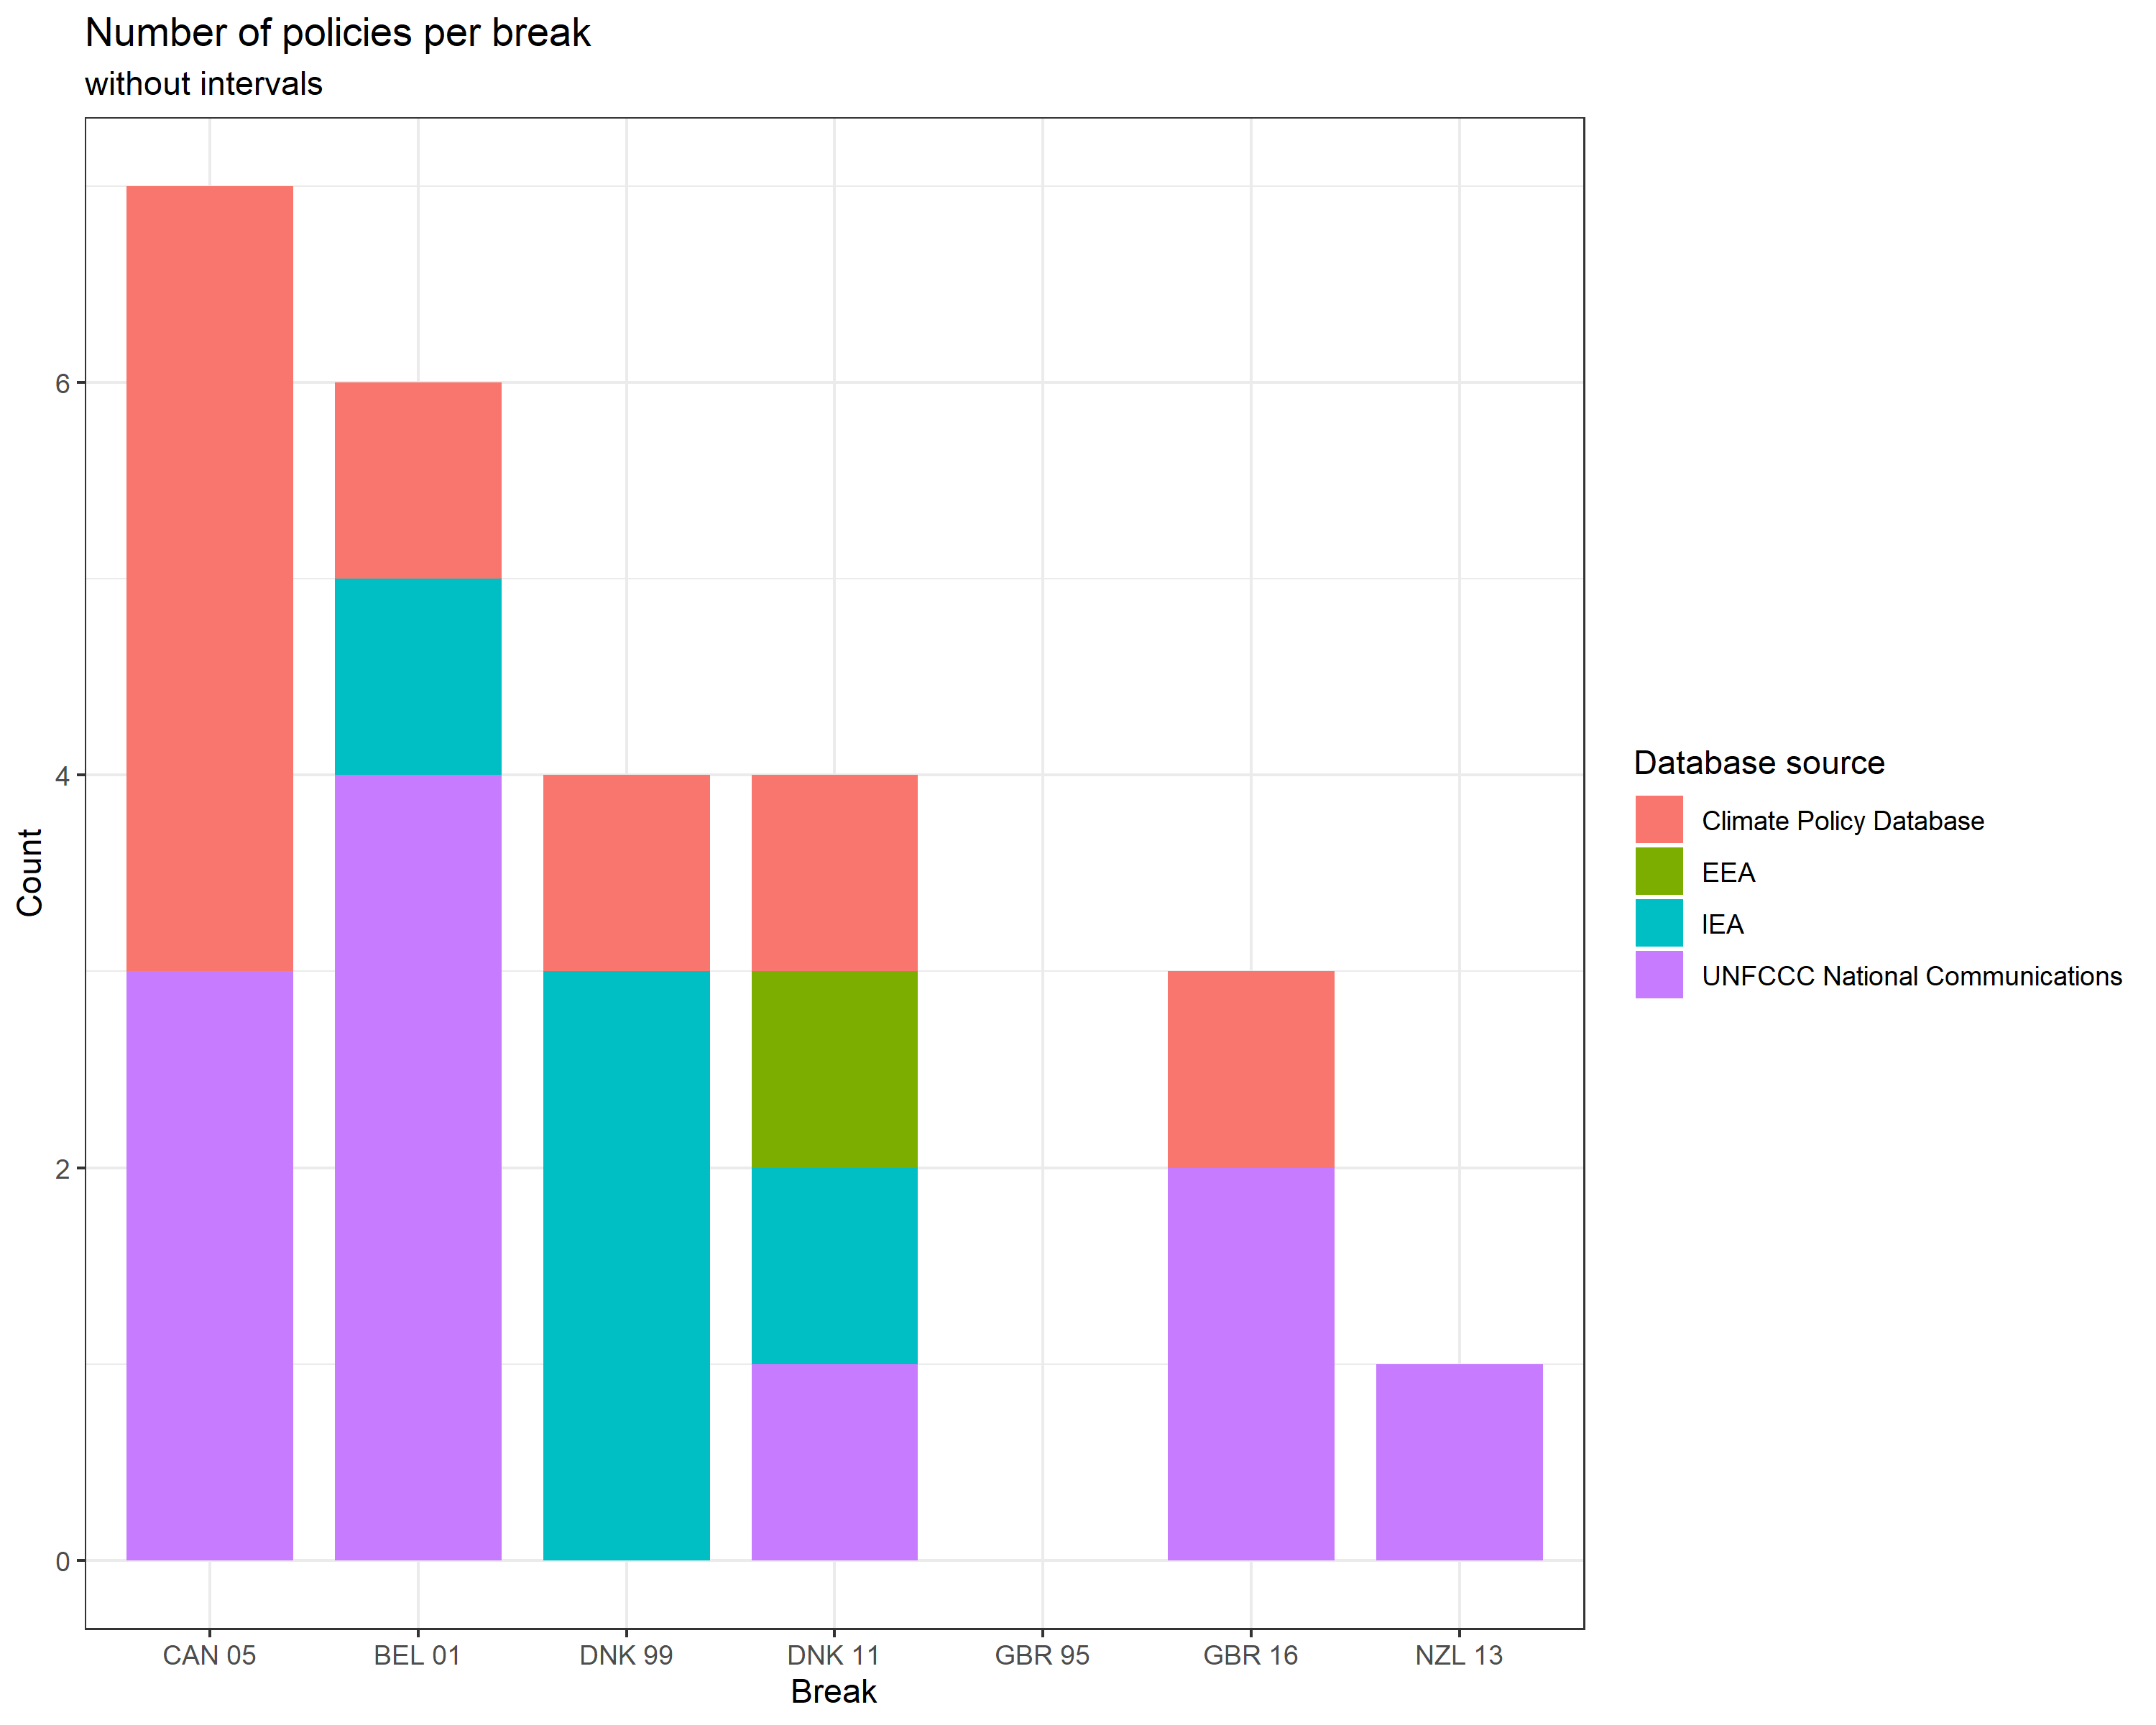 Number of policies per break
without intervals
6
4
2
0
Count
CAN 05
BEL 01
DNK 99
DNK 11
GBR 95
GBR 16
NZL 13
Break
Database source
Climate Policy Database
EEA
IEA
UNFCCC National Communications